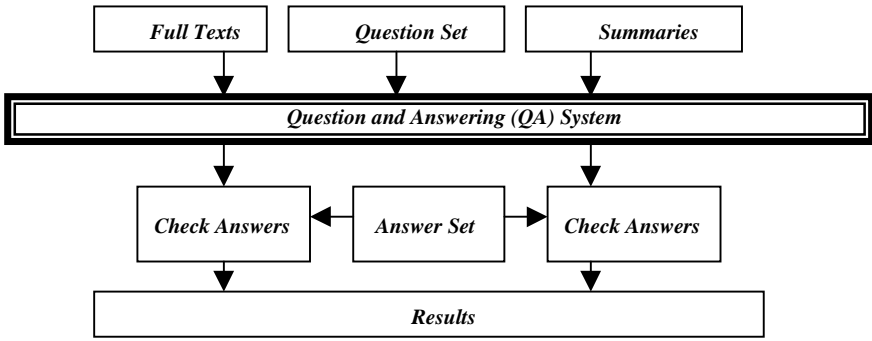 Full Texts
Question Set
Summaries
Question and Answering (QA) System
Check Answers
Answer Set
Check Answers
Results